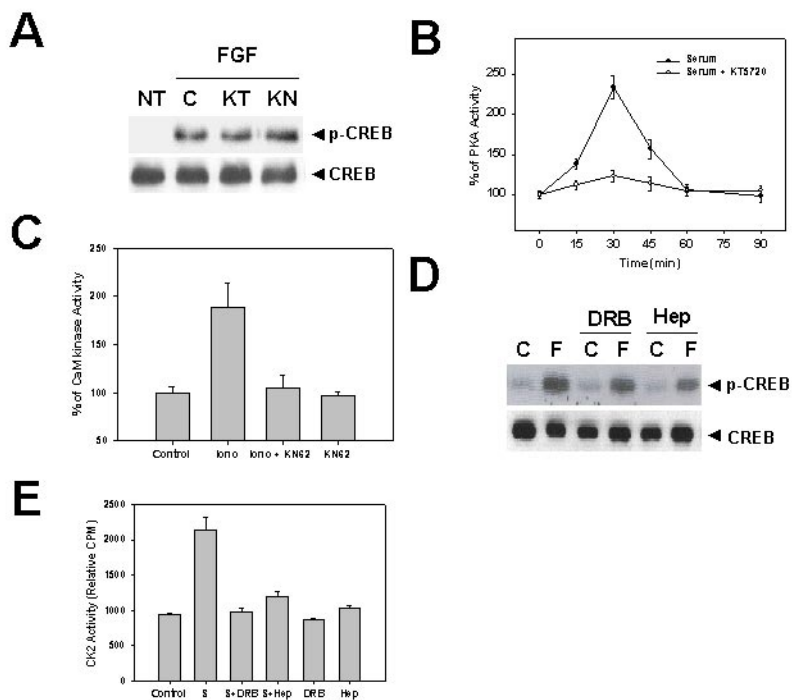 A
FGF
NT C KT KN
◄ p-CREB
◄ CREB
B
Serum
Serum + KT5720
% of PKA Activity
250
200
150
100
0 15 30 45 60 75 90
Time(min)
C
% of CaM kinase Activity
250
200
150
100
50
Control Iono Iono + KN62 KN62
D
DRB Hep
C F C F C F
◄ p-CREB
◄ CREB
E
CK2 Activity (Relative CPM)
2500
2000
1500
1000
500
0
Control S S+DRB S+Hep DRB Hep